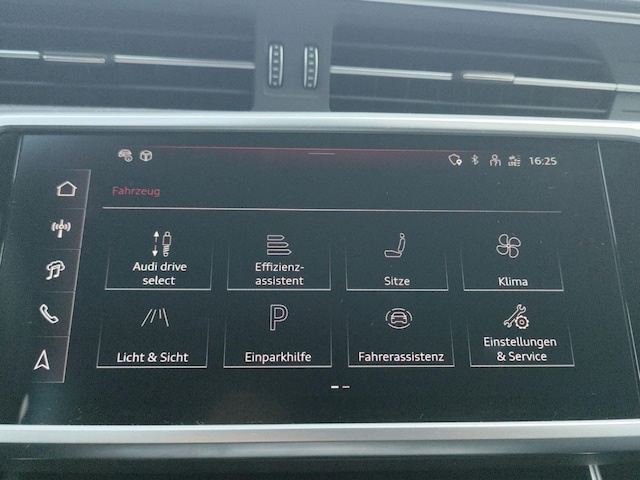 16:25
Fahrzeug
Audi drive
select
Effizienz-
assistent
Sitze
Klima
Licht & Sicht
P
Einparkhilfe
Fahrerassistenz
Einstellungen
& Service